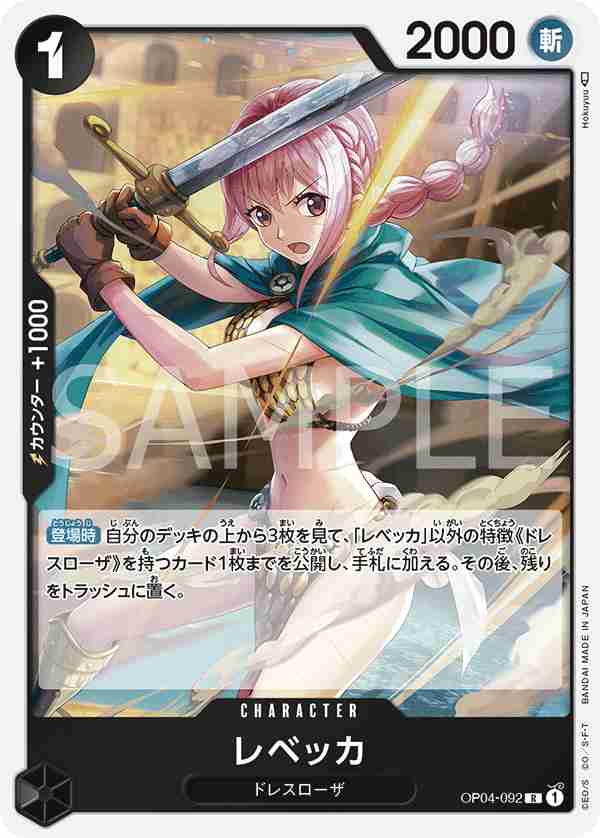 1
2000
斬
Hokuyuu
カウンター +1000
SAMPLE
登場時 自分のデッキの上から3枚を見て、「レベッカ」以外の特徴《ドレ
スローザ》を持つカード1枚までを公開し、手札に加える。その後、残り
をトラッシュに置く。
CHARACTER
レベッカ
ドレスローザ
OP04-092 R 1
©E.O/S ©O/S・F・T BANDAI MADE IN JAPAN